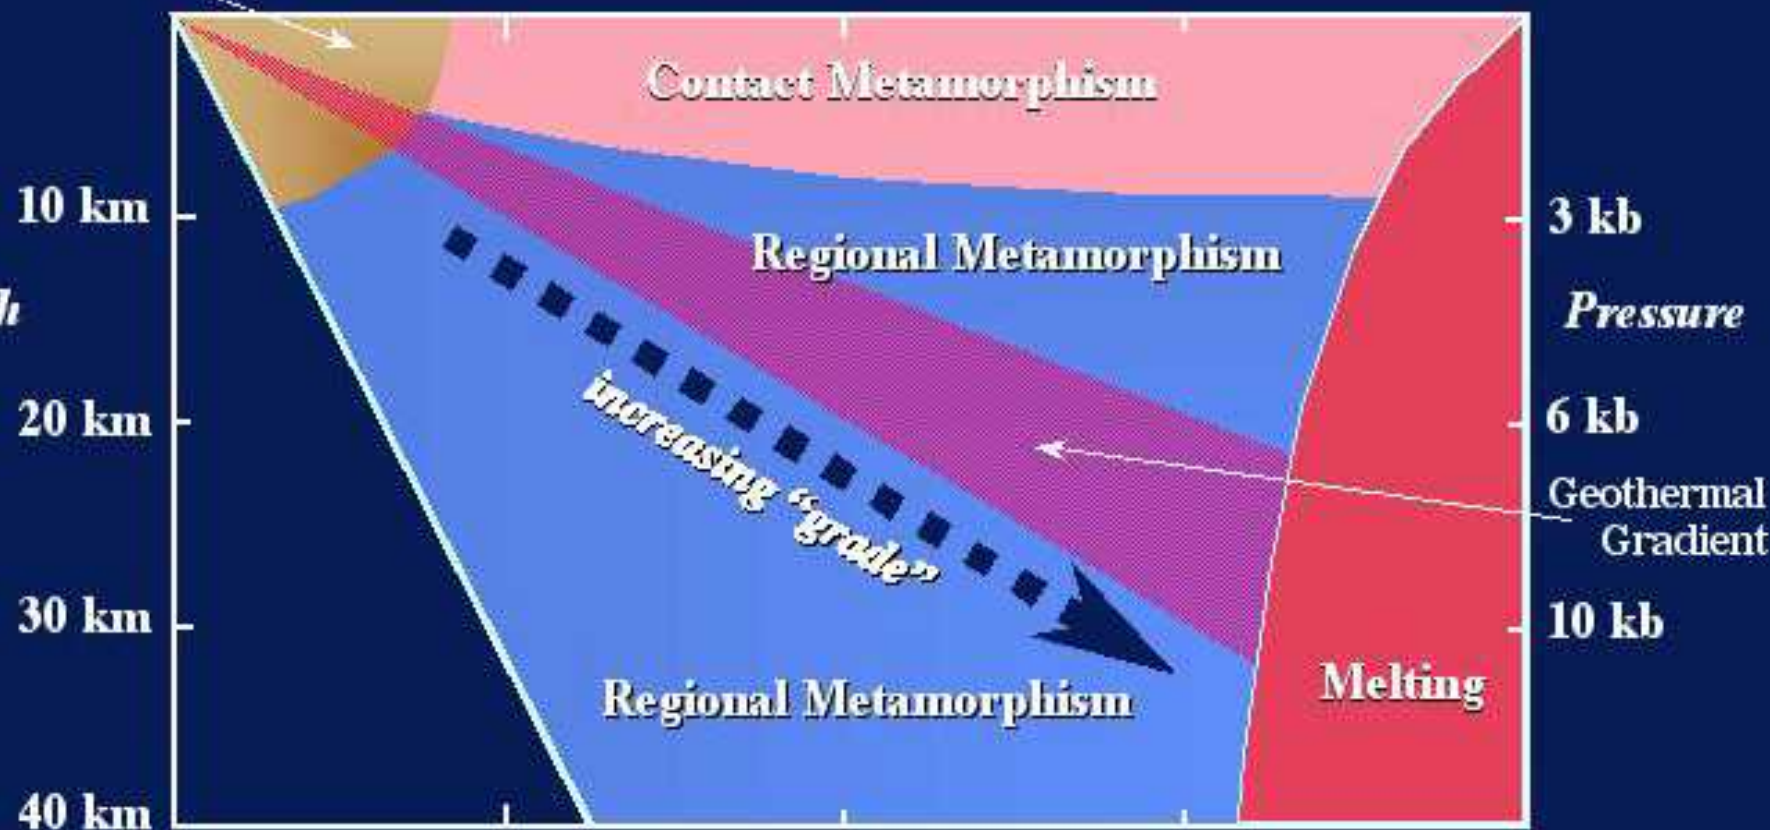 Contact Metamorphism
10 km
3 kb
Regional Metamorphism
h
Pressure
20 km
6 kb
increasing “grade”
Geothermal
Gradient
30 km
10 kb
Melting
Regional Metamorphism
40 km